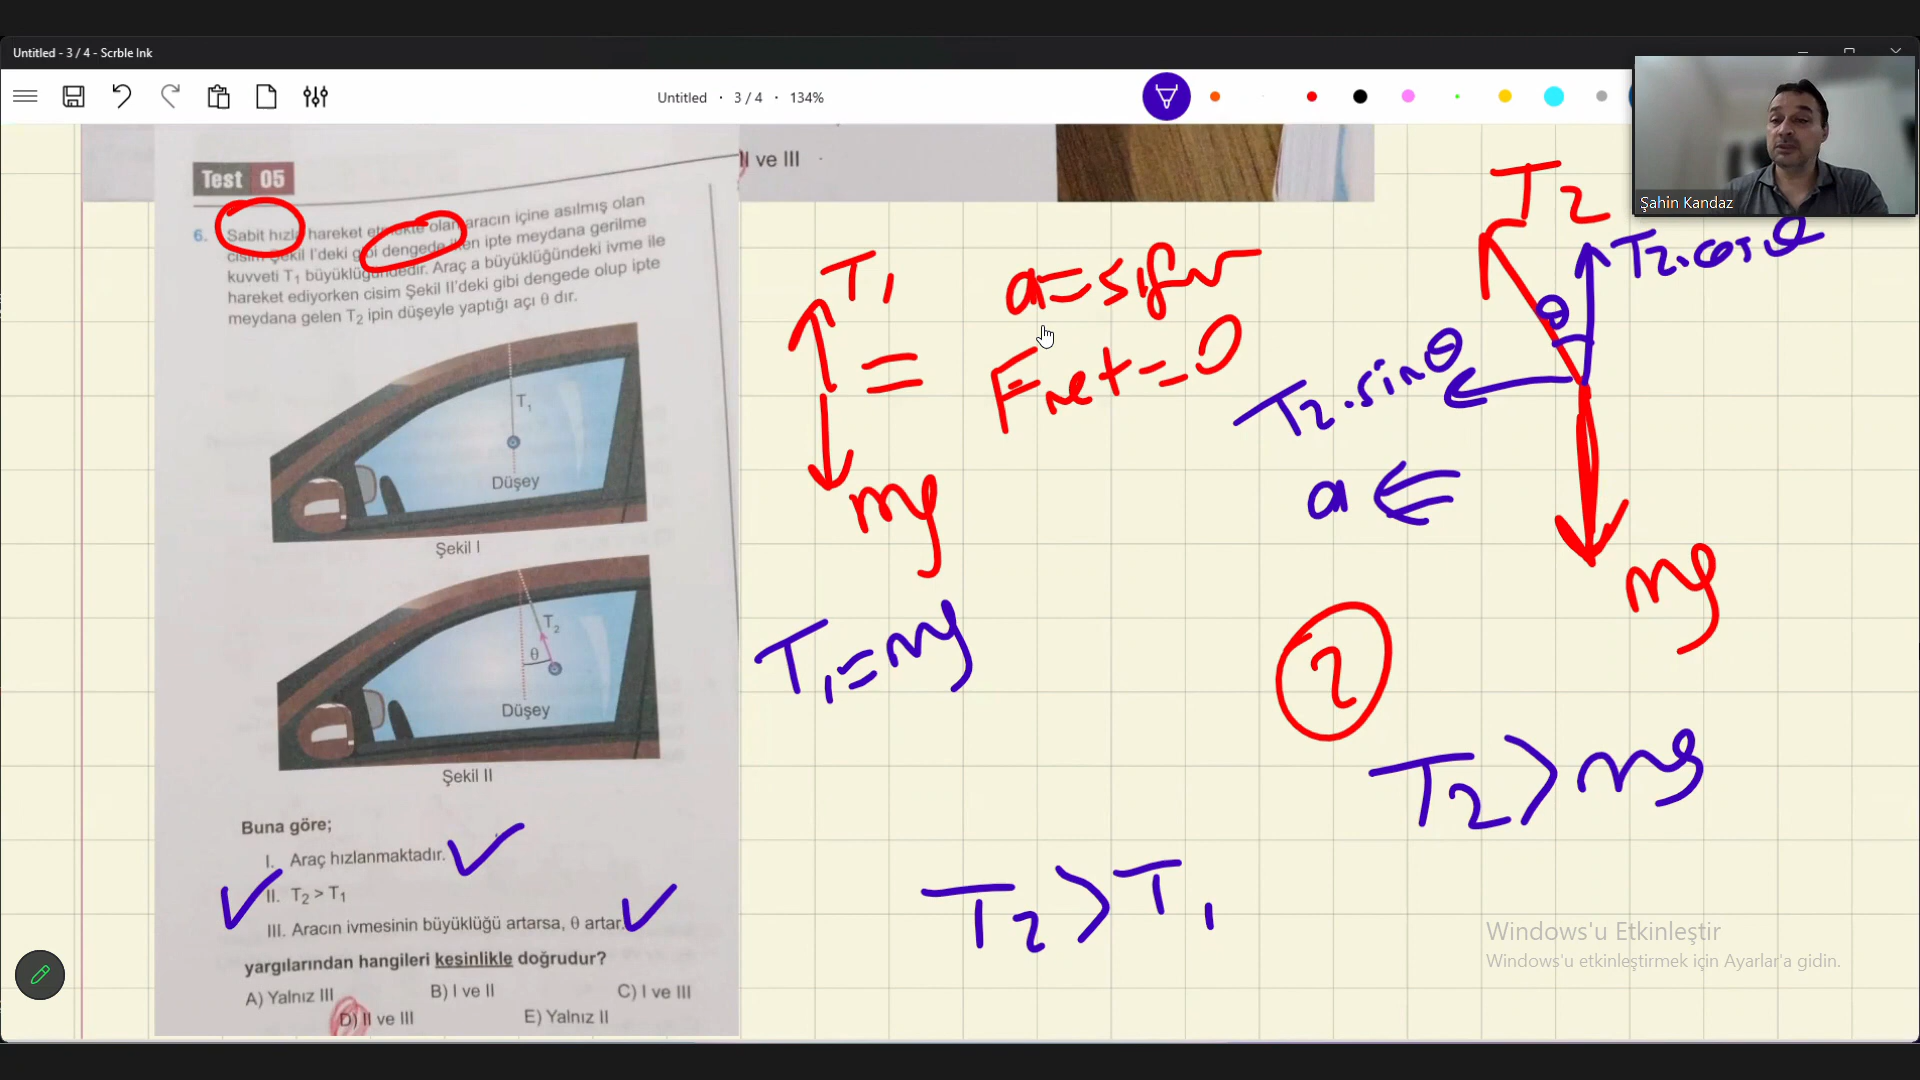 Untitled - 3 / 4 - Scrble Ink
Untitled · 3 / 4 · 134%
Şahin Kandaz
II ve III
Test 05
6. Sabit hızla hareket etmekte olan aracın içine asılmış olan
cisim Şekil I'deki gibi dengede iken ipte meydana gerilme
kuvveti T₁ büyüklüğündedir. Araç a büyüklüğündeki ivme ile
hareket ediyorken cisim Şekil II'deki gibi dengede olup ipte
meydana gelen T₂ ipin düşeyle yaptığı açı θ dır.
T₁
Düşey
Şekil I
T₂
θ
Düşey
Şekil II
Buna göre;
I. Araç hızlanmaktadır.
II. T₂ > T₁
III. Aracın ivmesinin büyüklüğü artarsa, θ artar.
yargılarından hangileri kesinlikle doğrudur?
A) Yalnız III B) I ve II C) I ve III
D) II ve III E) Yalnız II
T₁
=
mg
a=sıfır
Fnet=0
T₁=mg
T₂
T₂.cosθ
θ
T₂.sinθ
a
mg
2
T₂>mg
T₂>T₁
Windows'u Etkinleştir
Windows'u etkinleştirmek için Ayarlar'a gidin.